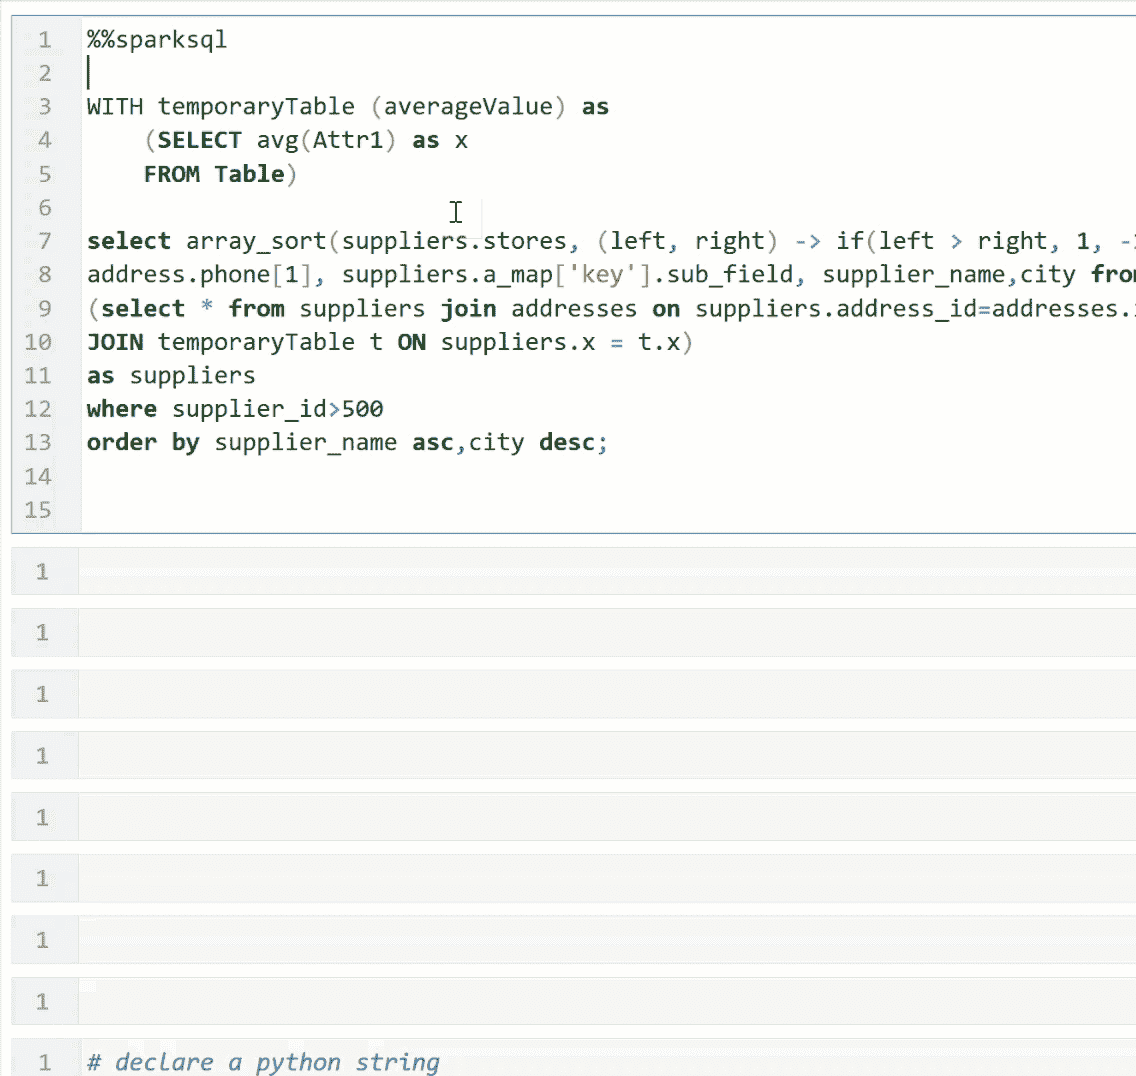 1 %%sparksql
2
3 WITH temporaryTable (averageValue) as
4 (SELECT avg(Attr1) as x
5 FROM Table)
6
7 select array_sort(suppliers.stores, (left, right) -> if(left > right, 1, -
8 address.phone[1], suppliers.a_map['key'].sub_field, supplier_name,city from
9 (select * from suppliers join addresses on suppliers.address_id=addresses.
10 JOIN temporaryTable t ON suppliers.x = t.x)
11 as suppliers
12 where supplier_id>500
13 order by supplier_name asc,city desc;
14
15
1
1
1
1
1
1
1
1
1 # declare a python string